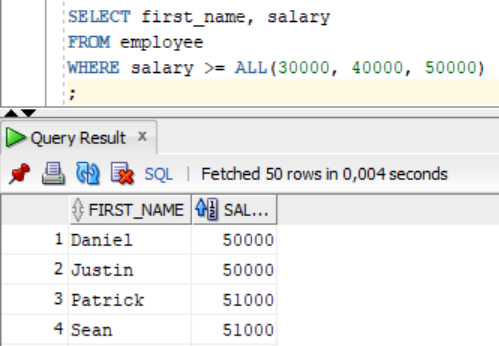 SELECT first_name, salary
FROM employee
WHERE salary >= ALL(30000, 40000, 50000)
;
Query Result x
SQL | Fetched 50 rows in 0,004 seconds
FIRST_NAME SAL...
1 Daniel 50000
2 Justin 50000
3 Patrick 51000
4 Sean 51000